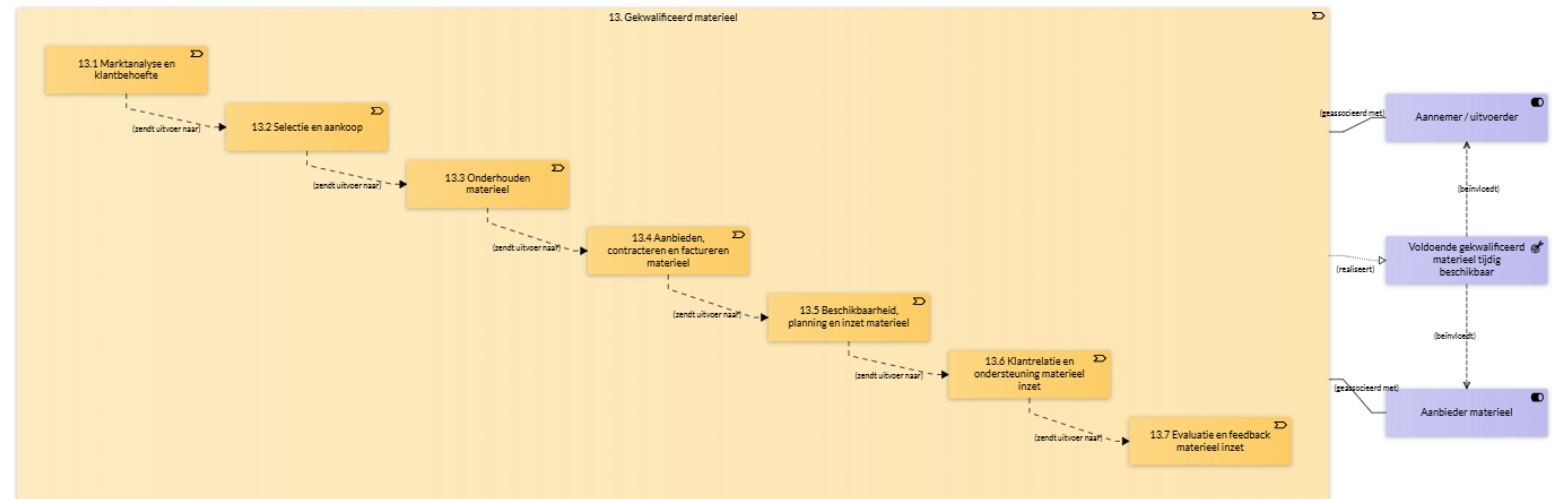 13. Gekwalificeerd materieel
13.1 Marktanalyse en
klantbehoefte
(zendt uitvoer naar)
13.2 Selectie en aankoop
(zendt uitvoer naar)
13.3 Onderhouden
materieel
(zendt uitvoer naar)
13.4 Aanbieden,
contracteren en factureren
materieel
(zendt uitvoer naar)
13.5 Beschikbaarheid,
planning en inzet materieel
(zendt uitvoer naar)
13.6 Klantrelatie en
ondersteuning materieel
inzet
(zendt uitvoer naar)
13.7 Evaluatie en feedback
materieel inzet
(geassocieerd met)
Aannemer / uitvoerder
(beïnvloedt)
(realiseert)
Voldoende gekwalificeerd
materieel tijdig
beschikbaar
(beïnvloedt)
(geassocieerd met)
Aanbieder materieel